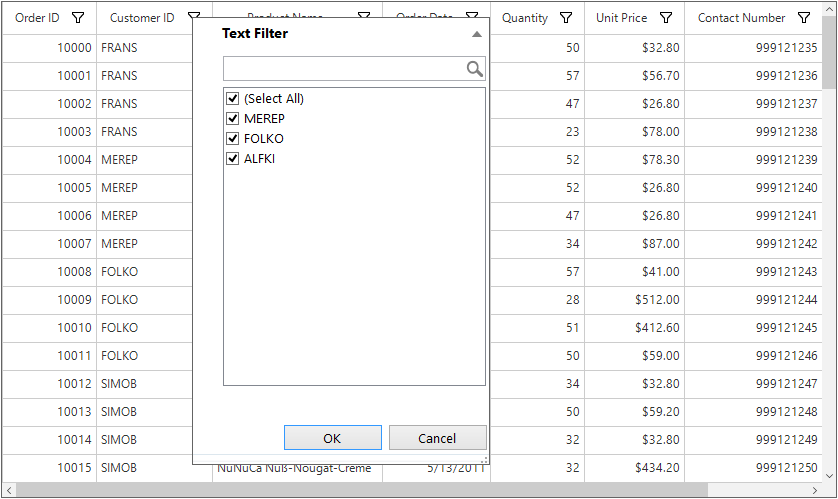 Order ID Customer ID Product Name Order Date Quantity Unit Price Contact Number
Text Filter
10000 FRANS 50 $32.80 999121235
10001 FRANS 57 $56.70 999121236
10002 FRANS 47 $26.80 999121237
(Select All)
MEREP
10003 FRANS 23 $78.00 999121238
FOLKO
10004 MEREP 52 $78.30 999121239
ALFKI
10005 MEREP 52 $26.80 999121240
10006 MEREP 47 $26.80 999121241
10007 MEREP 34 $87.00 999121242
10008 FOLKO 57 $41.00 999121243
10009 FOLKO 28 $512.00 999121244
10010 FOLKO 51 $412.60 999121245
10011 FOLKO 50 $59.00 999121246
10012 SIMOB 34 $32.80 999121247
10013 SIMOB 50 $59.20 999121248
10014 SIMOB 32 $32.80 999121249
OK Cancel
10015 SIMOB NuNuCa Nuß-Nougat-Creme 5/13/2011 32 $434.20 999121250